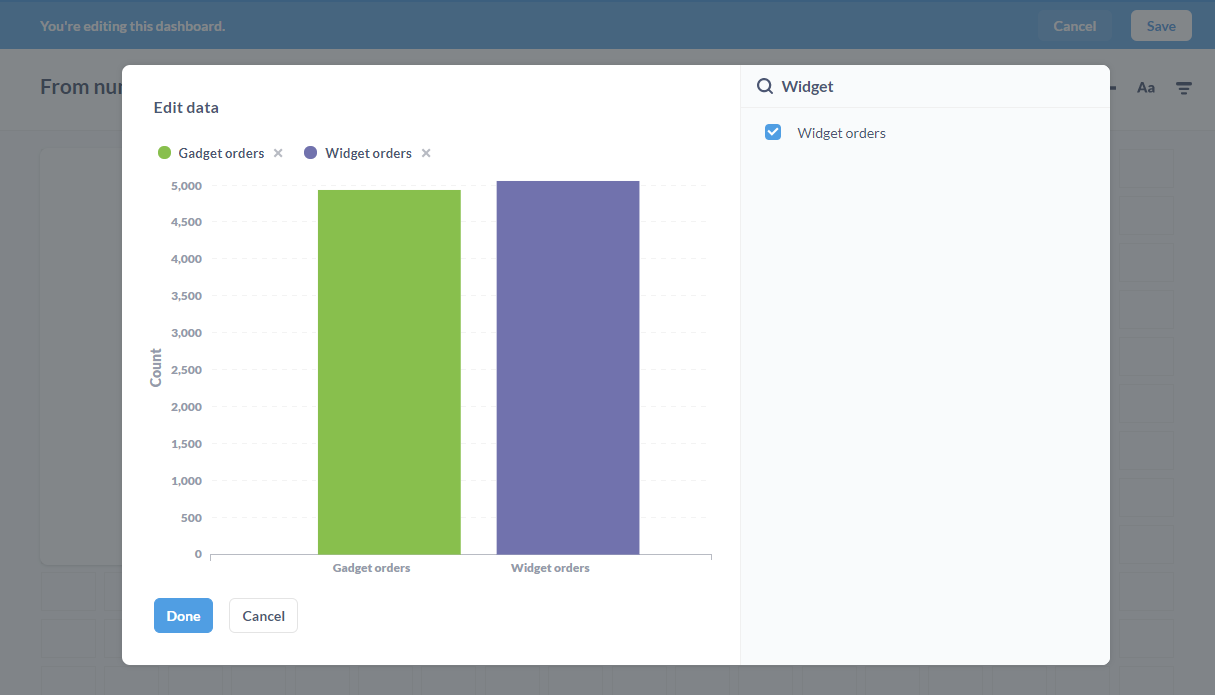 You're editing this dashboard.
Cancel
Save
From nu
Aa
Edit data
Gadget orders
Widget orders
5,000
4,500
4,000
3,500
3,000
2,500
2,000
1,500
1,000
500
0
Count
Gadget orders
Widget orders
Done
Cancel
Widget
Widget orders